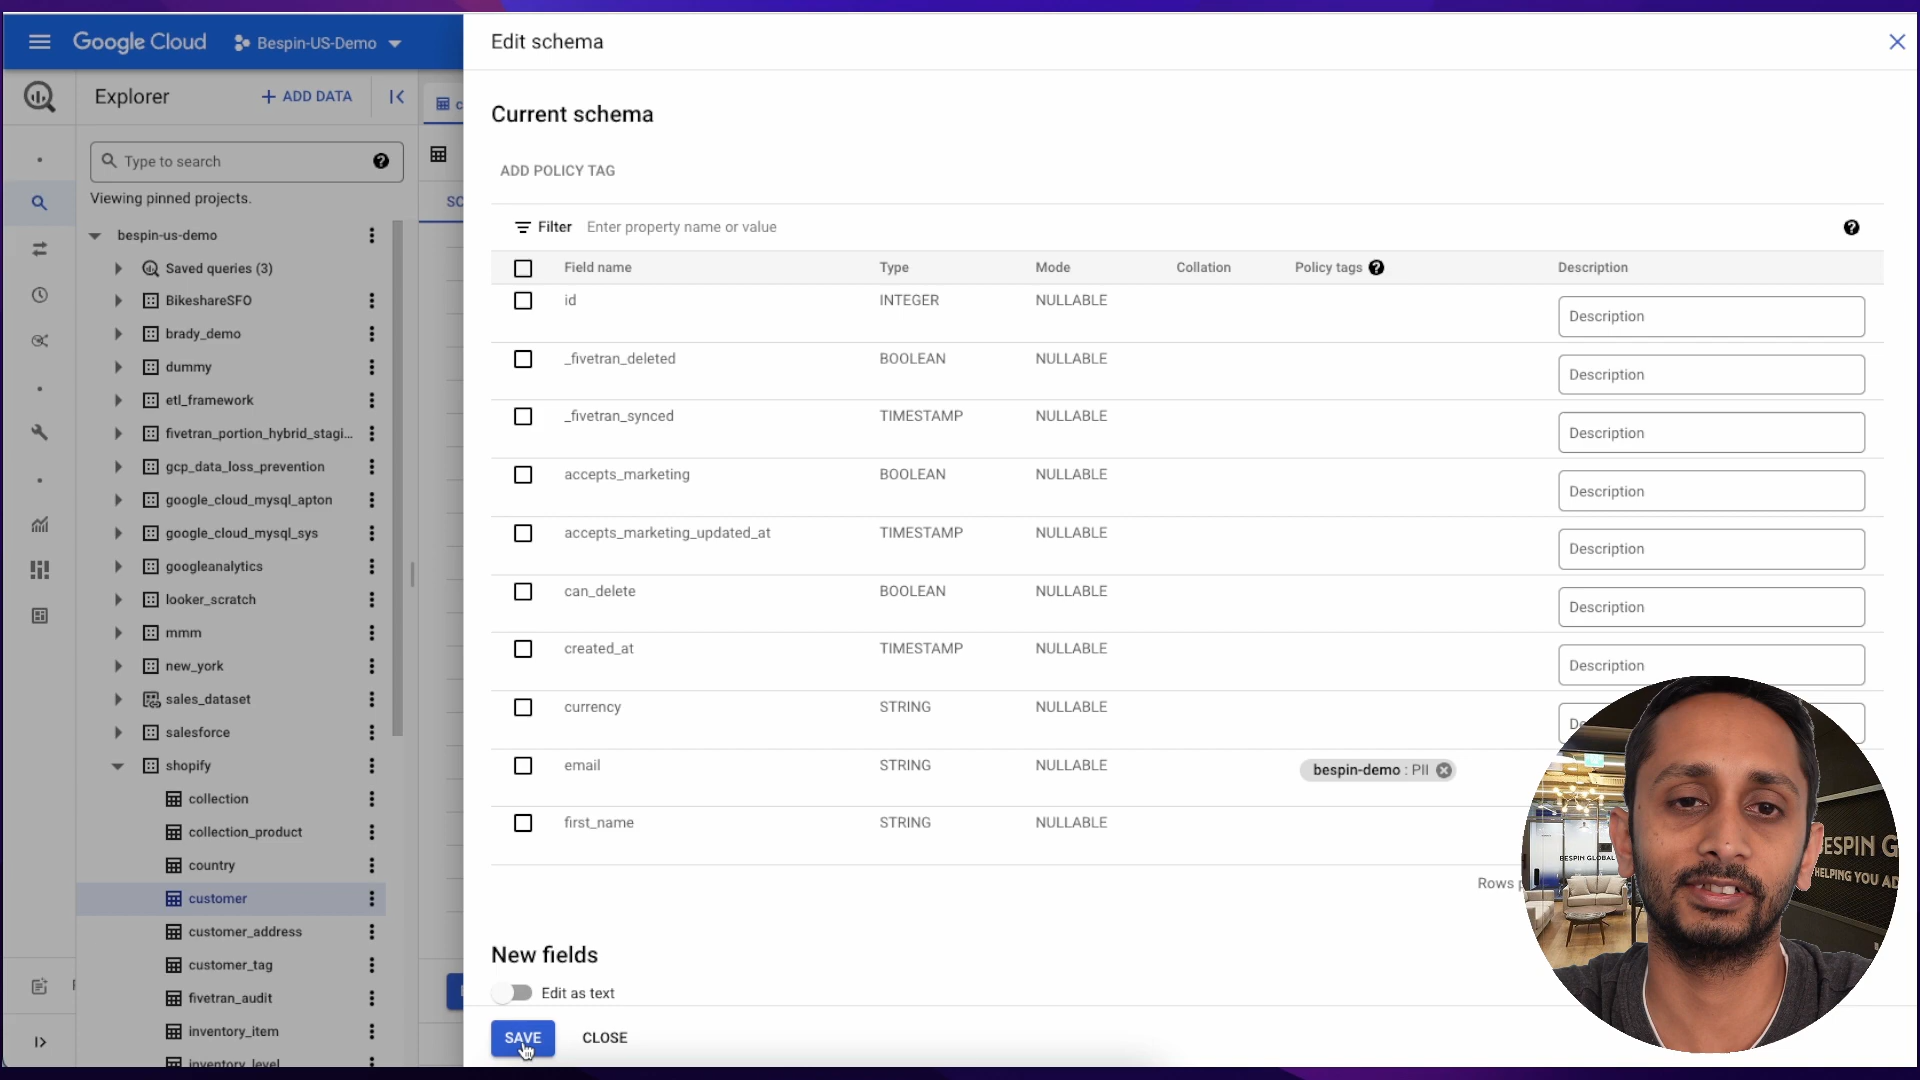 Google Cloud
Bespin-US-Demo
Explorer
ADD DATA
Type to search
Viewing pinned projects.
bespin-us-demo
Saved queries (3)
BikeshareSFO
brady_demo
dummy
etl_framework
fivetran_portion_hybrid_stagi...
gcp_data_loss_prevention
google_cloud_mysql_apton
google_cloud_mysql_sys
googleanalytics
looker_scratch
mmm
new_york
sales_dataset
salesforce
shopify
collection
collection_product
country
customer
customer_address
customer_tag
fivetran_audit
inventory_item
inventory_level
Edit schema
Current schema
ADD POLICY TAG
Filter Enter property name or value
Field name Type Mode Collation Policy tags Description
id INTEGER NULLABLE Description
_fivetran_deleted BOOLEAN NULLABLE Description
_fivetran_synced TIMESTAMP NULLABLE Description
accepts_marketing BOOLEAN NULLABLE Description
accepts_marketing_updated_at TIMESTAMP NULLABLE Description
can_delete BOOLEAN NULLABLE Description
created_at TIMESTAMP NULLABLE Description
currency STRING NULLABLE
email STRING NULLABLE bespin-demo : PII
first_name STRING NULLABLE
Rows
New fields
Edit as text
SAVE CLOSE
BESPIN GLOBAL
ESPIN G
HELPING YOU AD